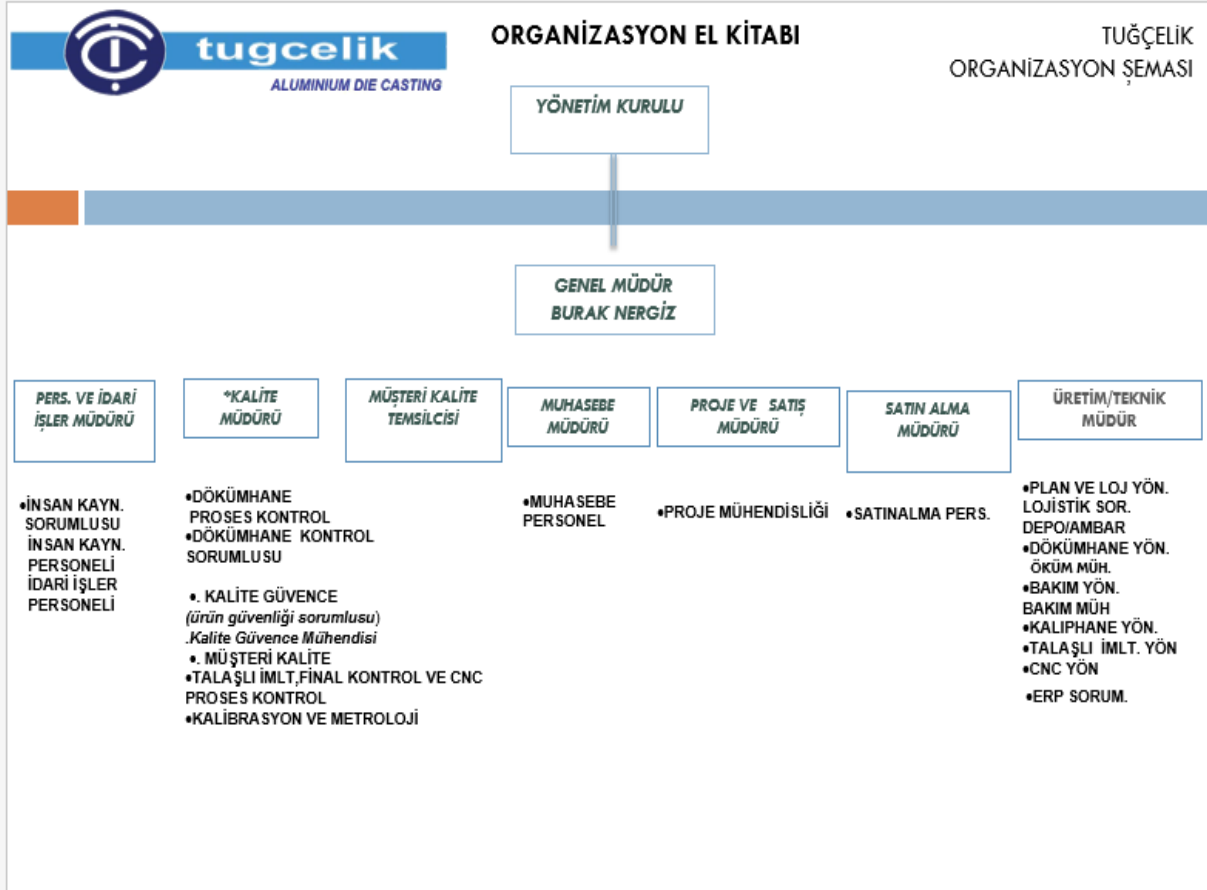 tugcelik
ALUMINIUM DIE CASTING
ORGANİZASYON EL KİTABI
TUĞÇELİK
ORGANİZASYON ŞEMASI
YÖNETİM KURULU
GENEL MÜDÜR
BURAK NERGİZ
PERS. VE İDARİ
İŞLER MÜDÜRÜ
*KALİTE
MÜDÜRÜ
MÜŞTERİ KALİTE
TEMSİLCİSİ
MUHASEBE
MÜDÜRÜ
PROJE VE SATIŞ
MÜDÜRÜ
SATIN ALMA
MÜDÜRÜ
ÜRETİM/TEKNİK
MÜDÜR
•İNSAN KAYN.
SORUMLUSU
İNSAN KAYN.
PERSONELİ
İDARİ İŞLER
PERSONELİ
•DÖKÜMHANE
PROSES KONTROL
•DÖKÜMHANE KONTROL
SORUMLUSU
•. KALİTE GÜVENCE
(ürün güvenliği sorumlusu)
.Kalite Güvence Mühendisi
•. MÜŞTERİ KALİTE
•TALAŞLI İMLT,FİNAL KONTROL VE CNC
PROSES KONTROL
•KALİBRASYON VE METROLOJİ
•MUHASEBE
PERSONEL
•PROJE MÜHENDİSLİĞİ
•SATINALMA PERS.
•PLAN VE LOJ YÖN.
LOJİSTİK SOR.
DEPO/AMBAR
•DÖKÜMHANE YÖN.
ÖKÜM MÜH.
•BAKIM YÖN.
BAKIM MÜH
•KALIPHANE YÖN.
•TALAŞLI İMLT. YÖN
•CNC YÖN
•ERP SORUM.